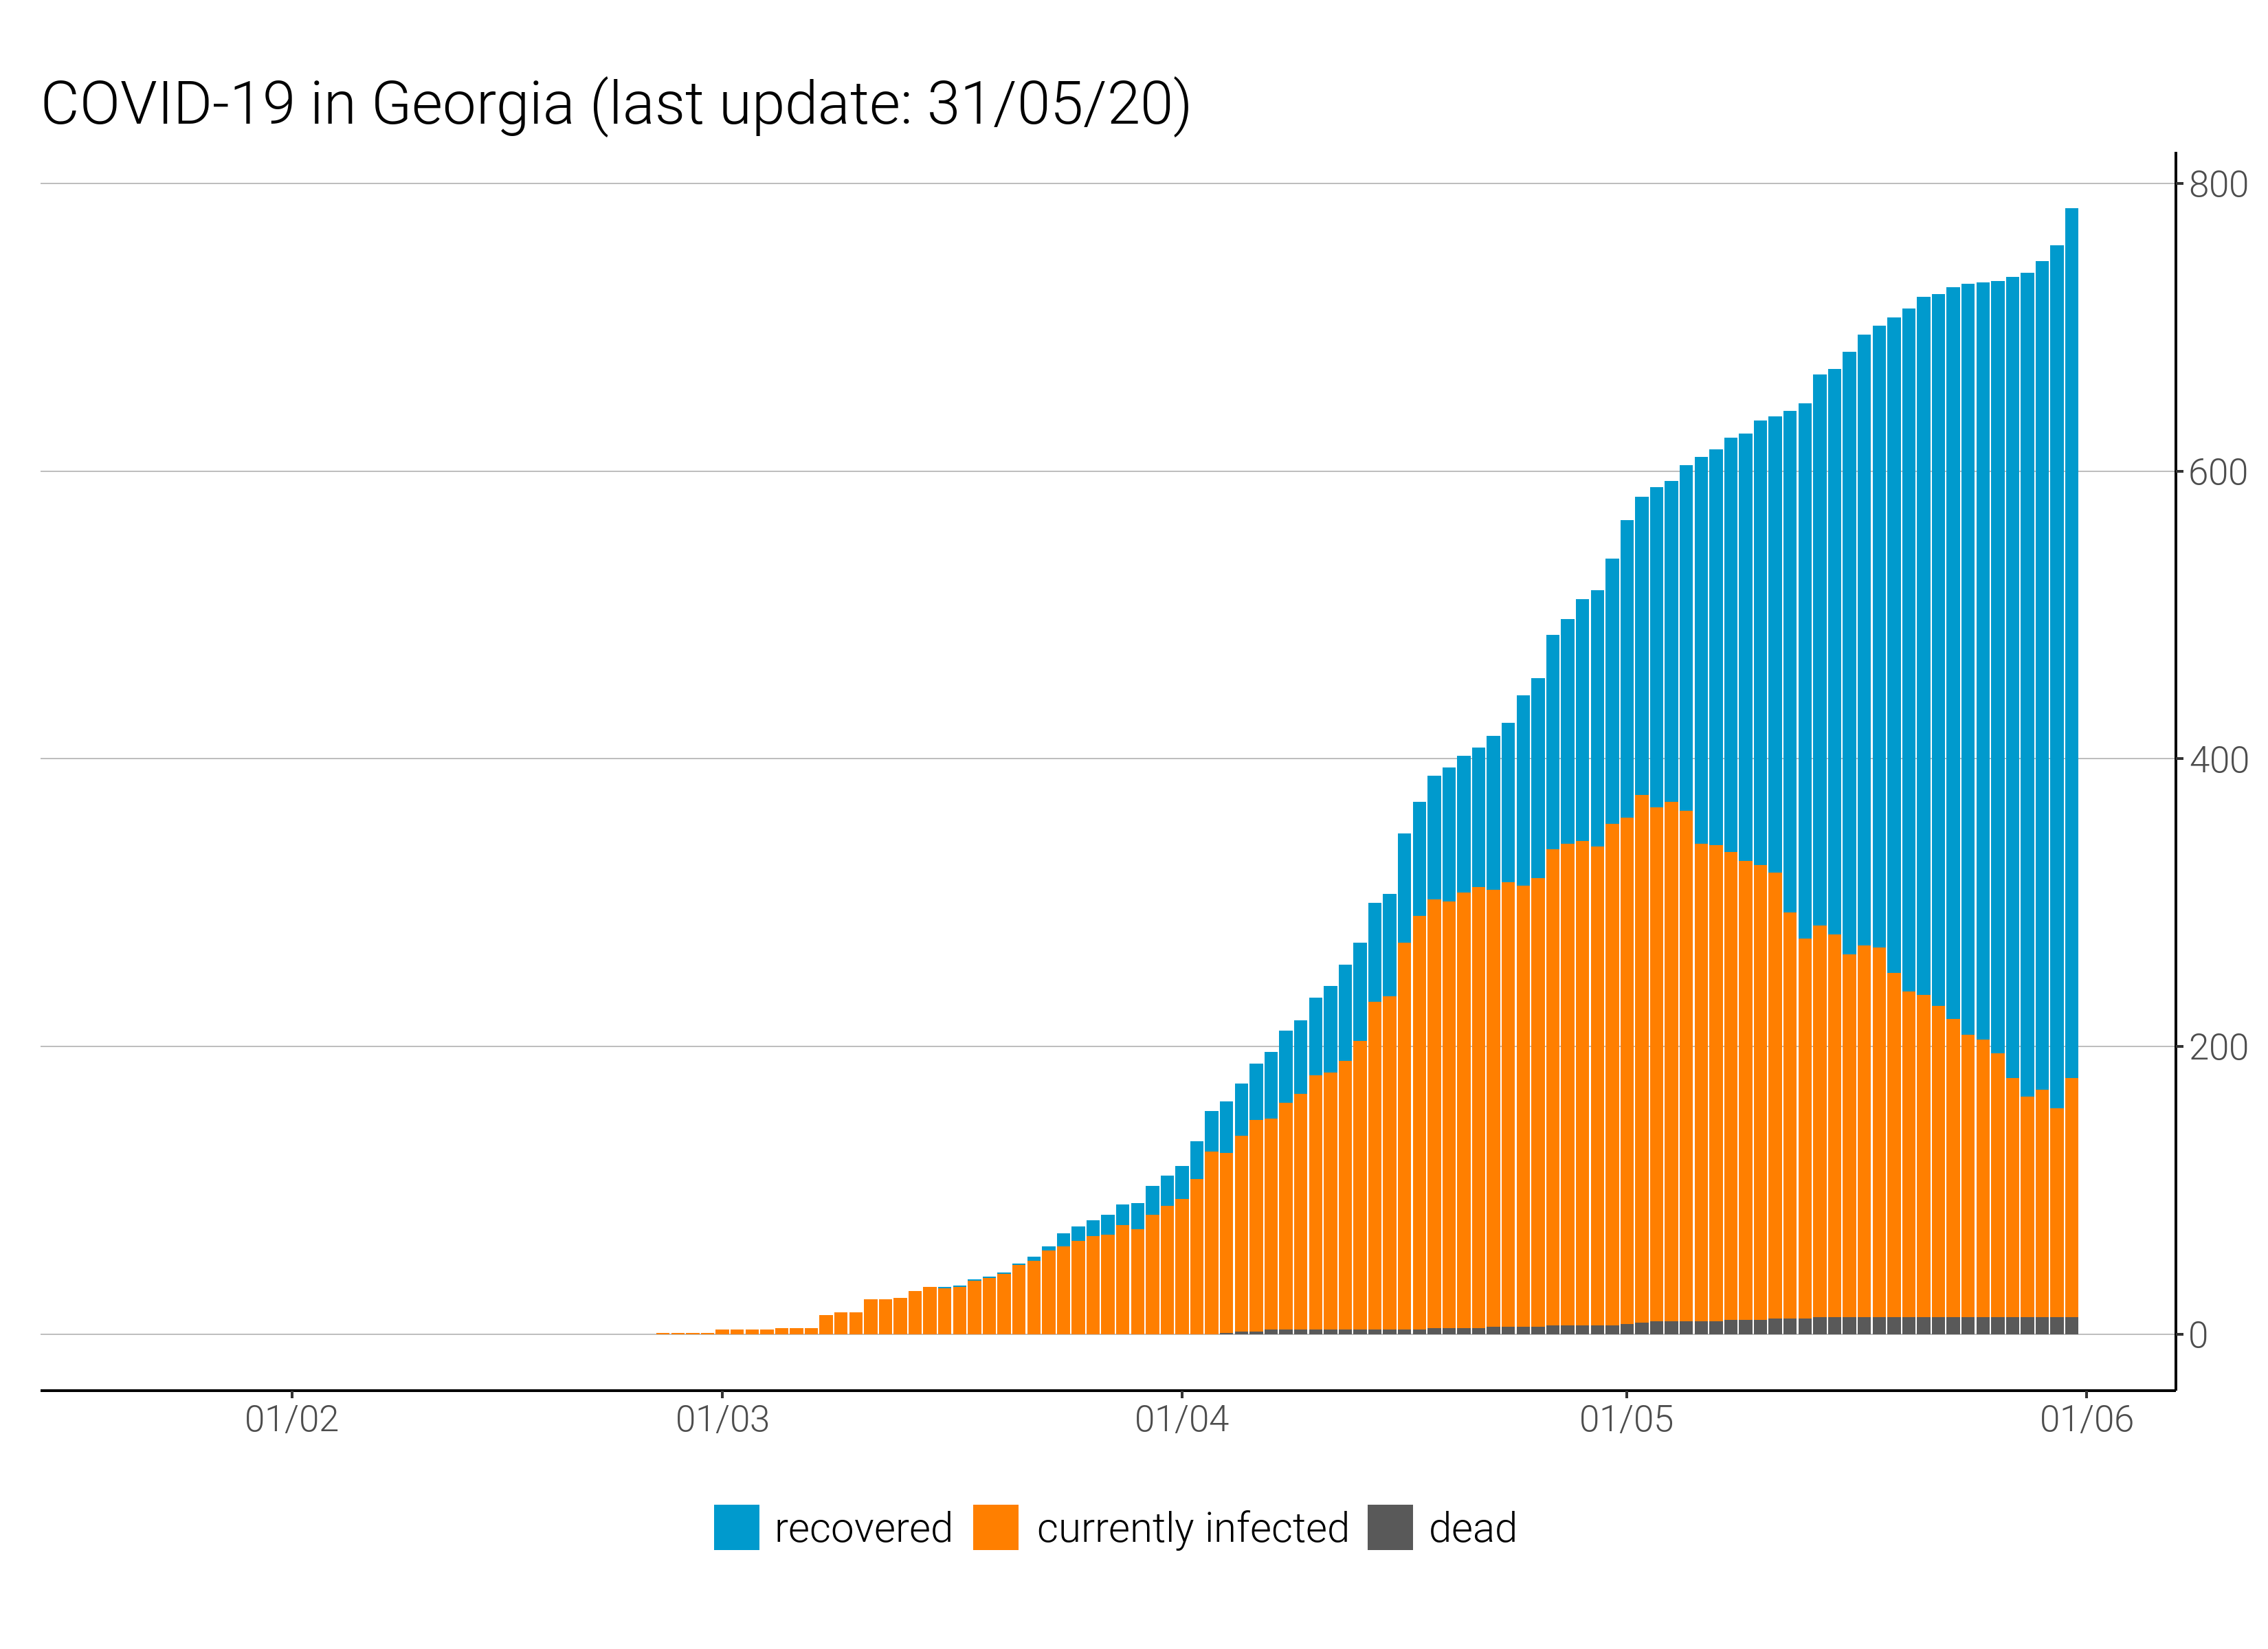 COVID-19 in Georgia (last update: 31/05/20)
800
600
400
200
0
01/02 01/03 01/04 01/05 01/06
recovered currently infected dead